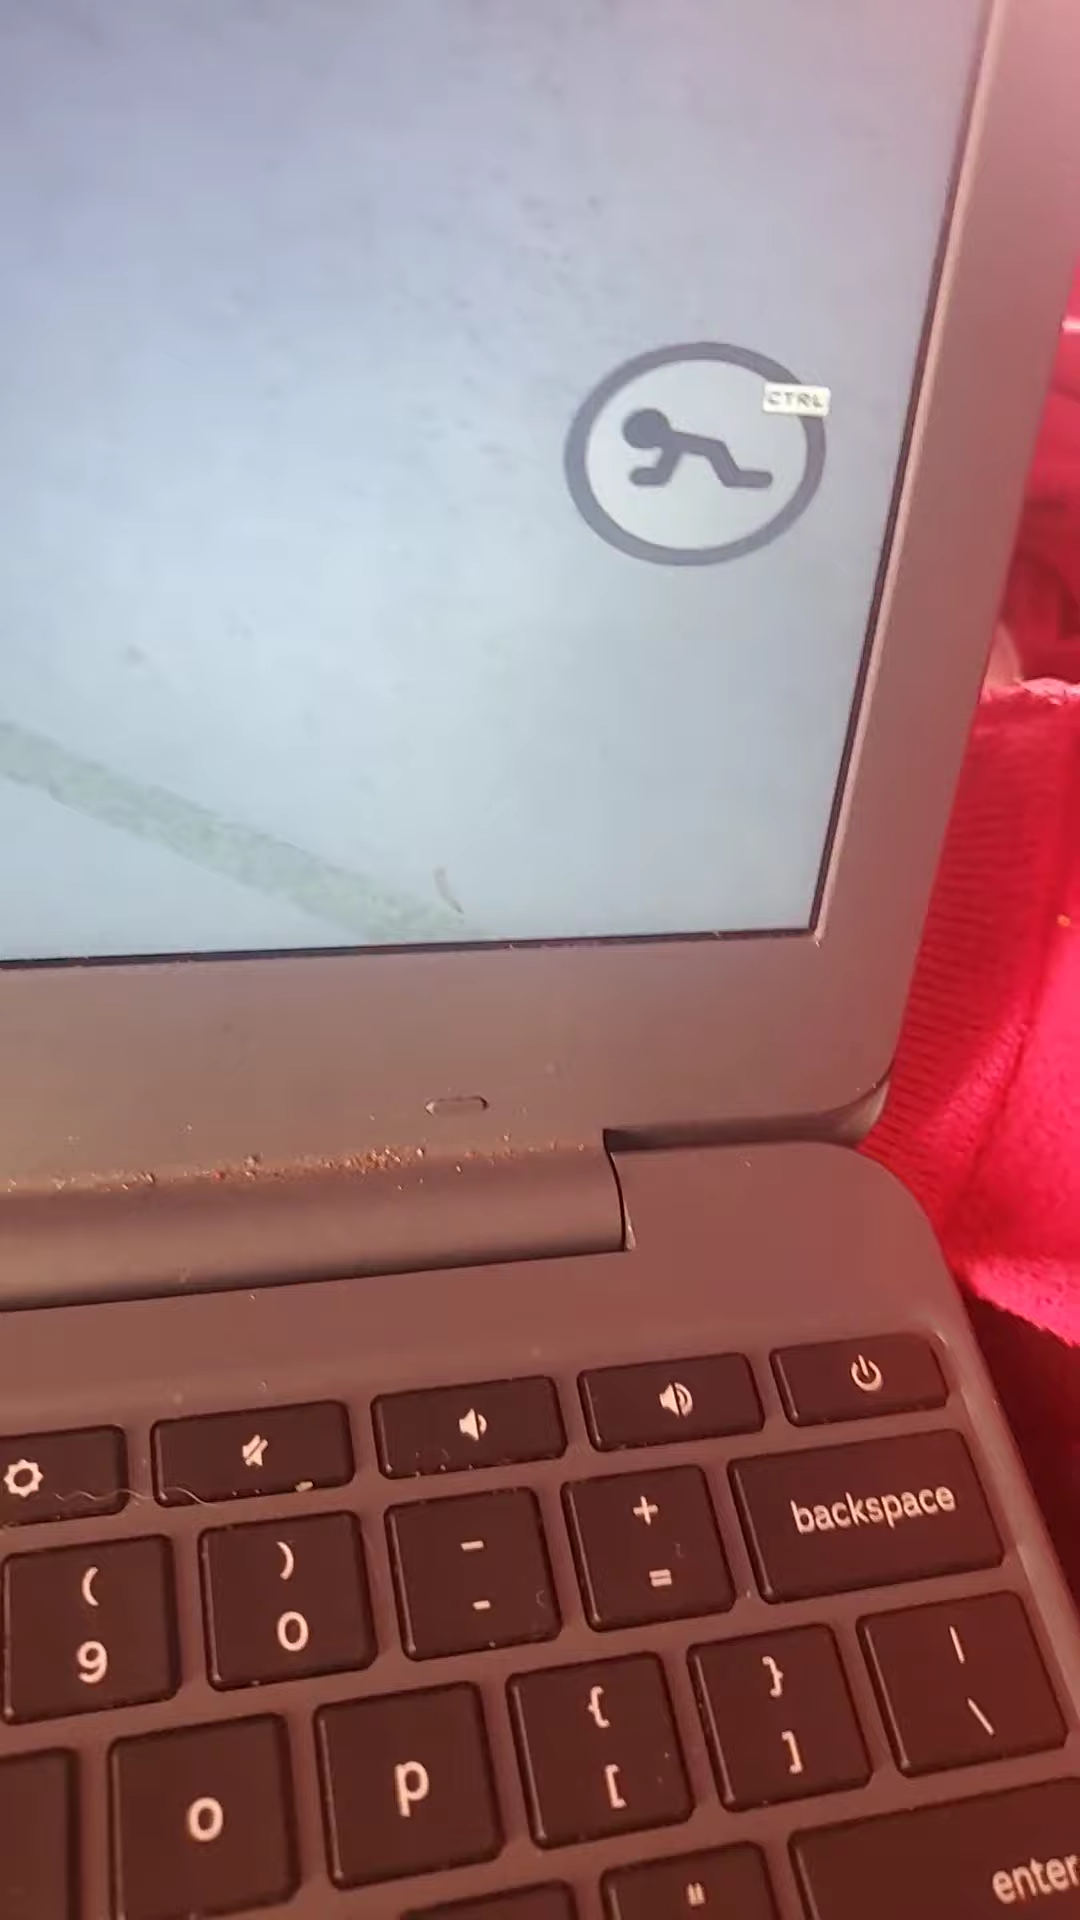 CTRL
backspace
( ) - + 
9 0 - =
{ } |
o p [ ] \
"
enter